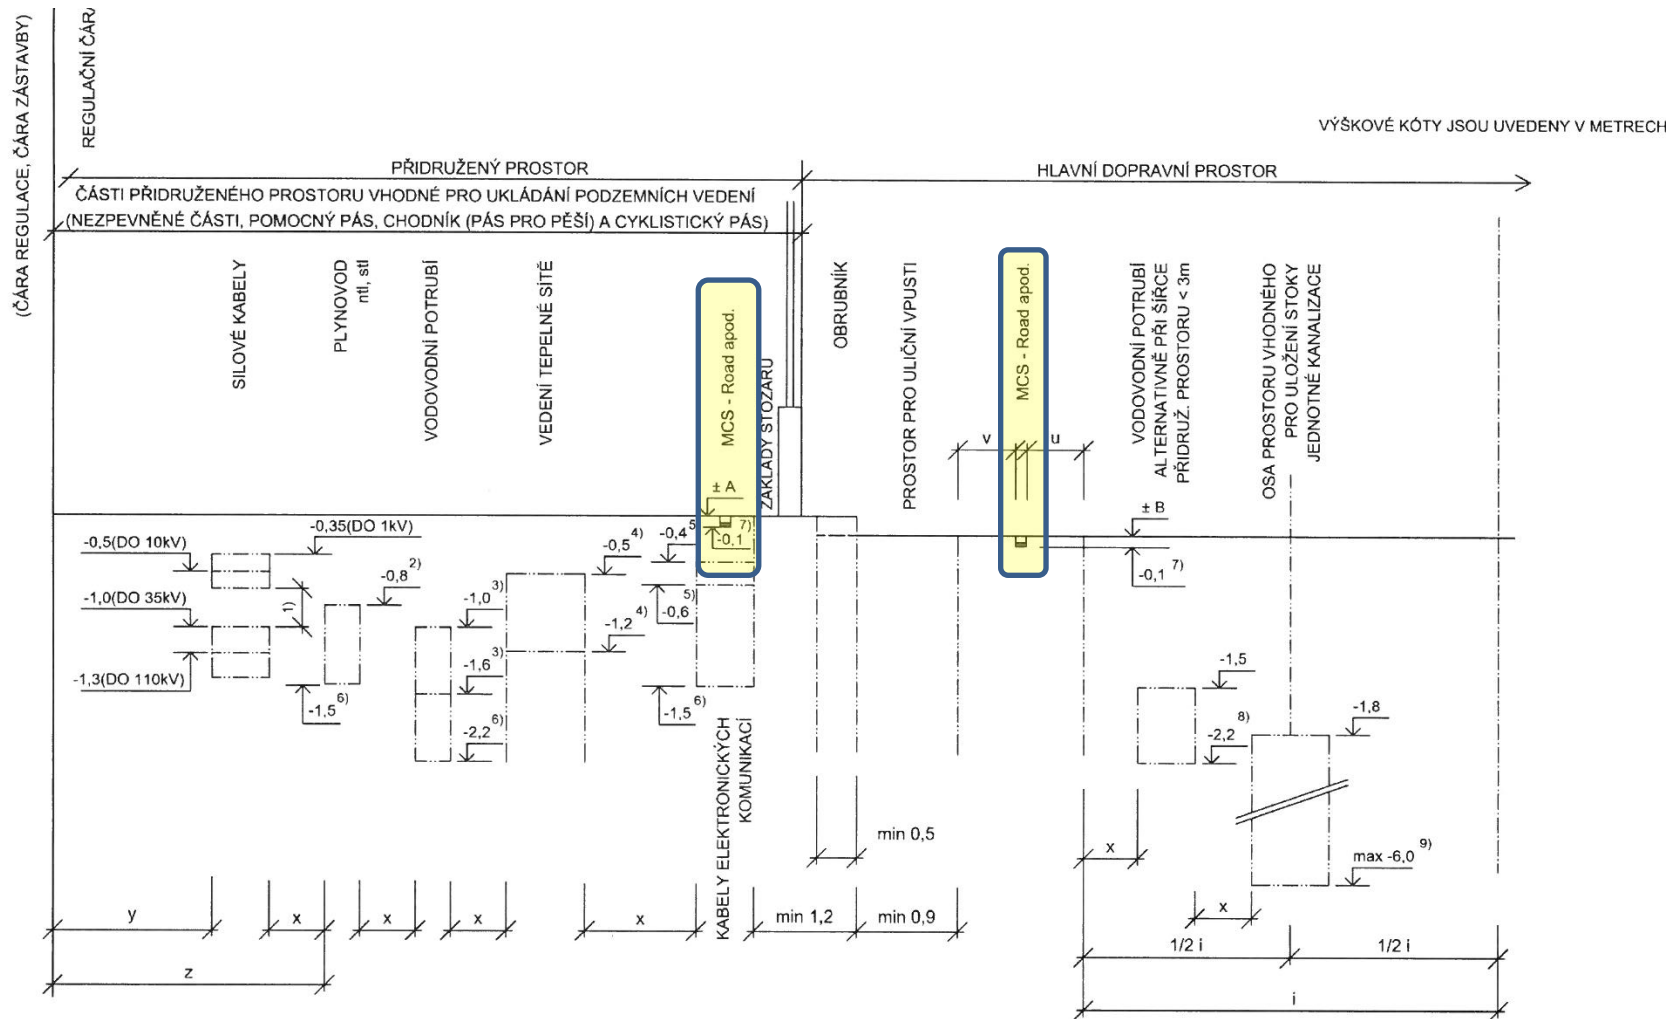 (ČÁRA REGULACE, ČÁRA ZÁSTAVBY)
REGULAČNÍ ČÁRA
VÝŠKOVÉ KÓTY JSOU UVEDENY V METRECH
PŘIDRUŽENÝ PROSTOR
HLAVNÍ DOPRAVNÍ PROSTOR
ČÁSTI PŘIDRUŽENÉHO PROSTORU VHODNÉ PRO UKLÁDÁNÍ PODZEMNÍCH VEDENÍ
(NEZPEVNĚNÉ ČÁSTI, POMOCNÝ PÁS, CHODNÍK (PÁS PRO PĚŠÍ) A CYKLISTICKÝ PÁS)
SILOVÉ KABELY
PLYNOVOD
ntl, stl
VODOVODNÍ POTRUBÍ
VEDENÍ TEPELNÉ SÍTĚ
MCS - Road apod.
ZÁKLADY STOŽÁRŮ
OBRUBNÍK
PROSTOR PRO ULIČNÍ VPUSTI
MCS - Road apod.
VODOVODNÍ POTRUBÍ
ALTERNATIVNĚ PŘI ŠÍŘCE
PŘIDRUŽ. PROSTORU < 3m
OSA PROSTORU VHODNÉHO
PRO ULOŽENÍ STOKY
JEDNOTNÉ KANALIZACE
v
u
± A
± B
-0,35(DO 1kV)
-0,5(DO 10kV)
-1,0(DO 35kV)
-1,3(DO 110kV)
1)
-0,8 2)
-1,5 6)
-1,0 3)
-1,6 3)
-2,2 6)
-0,5 4)
-1,2 4)
-0,4 5)
-0,1 7)
-0,6 5)
-1,5 6)
-0,1 7)
-1,5
-2,2 8)
-1,8
max -6,0 9)
KABELY ELEKTRONICKÝCH
KOMUNIKACÍ
min 0,5
x
y
x
x
x
x
min 1,2
min 0,9
x
1/2 i
1/2 i
z
i